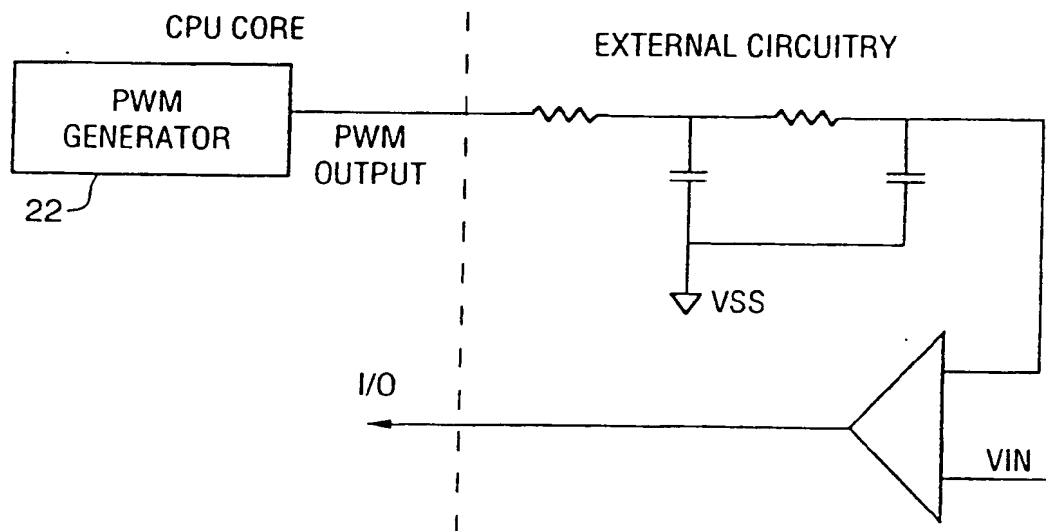 CPU CORE
EXTERNAL CIRCUITRY
PWM
GENERATOR
PWM
OUTPUT
22
VSS
I/O
VIN